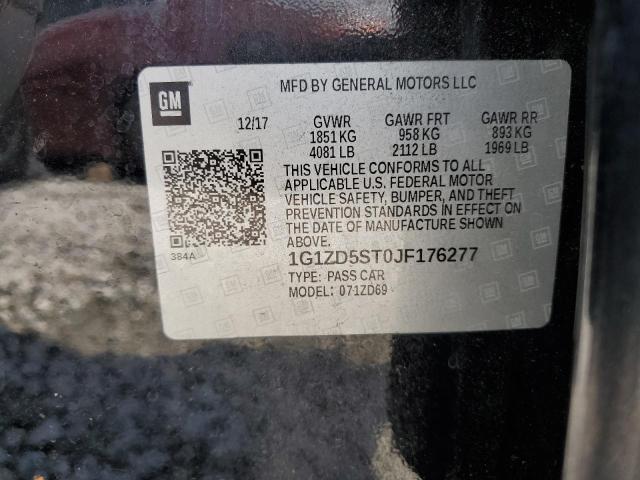 GM
MFD BY GENERAL MOTORS LLC
12/17 GVWR GAWR FRT GAWR RR
1851 KG 958 KG 893 KG
4081 LB 2112 LB 1969 LB
THIS VEHICLE CONFORMS TO ALL
APPLICABLE U.S. FEDERAL MOTOR
VEHICLE SAFETY, BUMPER, AND THEFT
PREVENTION STANDARDS IN EFFECT ON
THE DATE OF MANUFACTURE SHOWN
ABOVE.
384A
1G1ZD5ST0JF176277
TYPE: PASS CAR
MODEL: 071ZD69